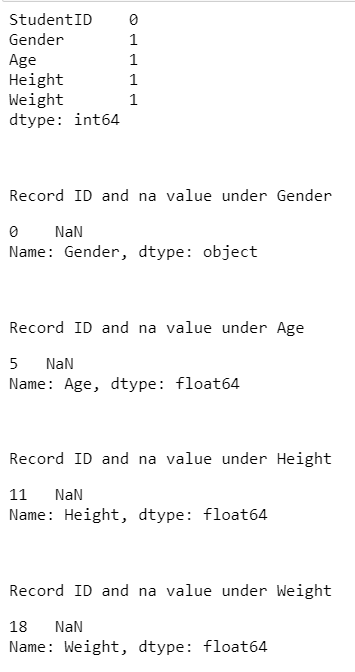 StudentID    0
Gender       1
Age          1
Height       1
Weight       1
dtype: int64
Record ID and na value under Gender
0    NaN
Name: Gender, dtype: object
Record ID and na value under Age
5   NaN
Name: Age, dtype: float64
Record ID and na value under Height
11   NaN
Name: Height, dtype: float64
Record ID and na value under Weight
18   NaN
Name: Weight, dtype: float64